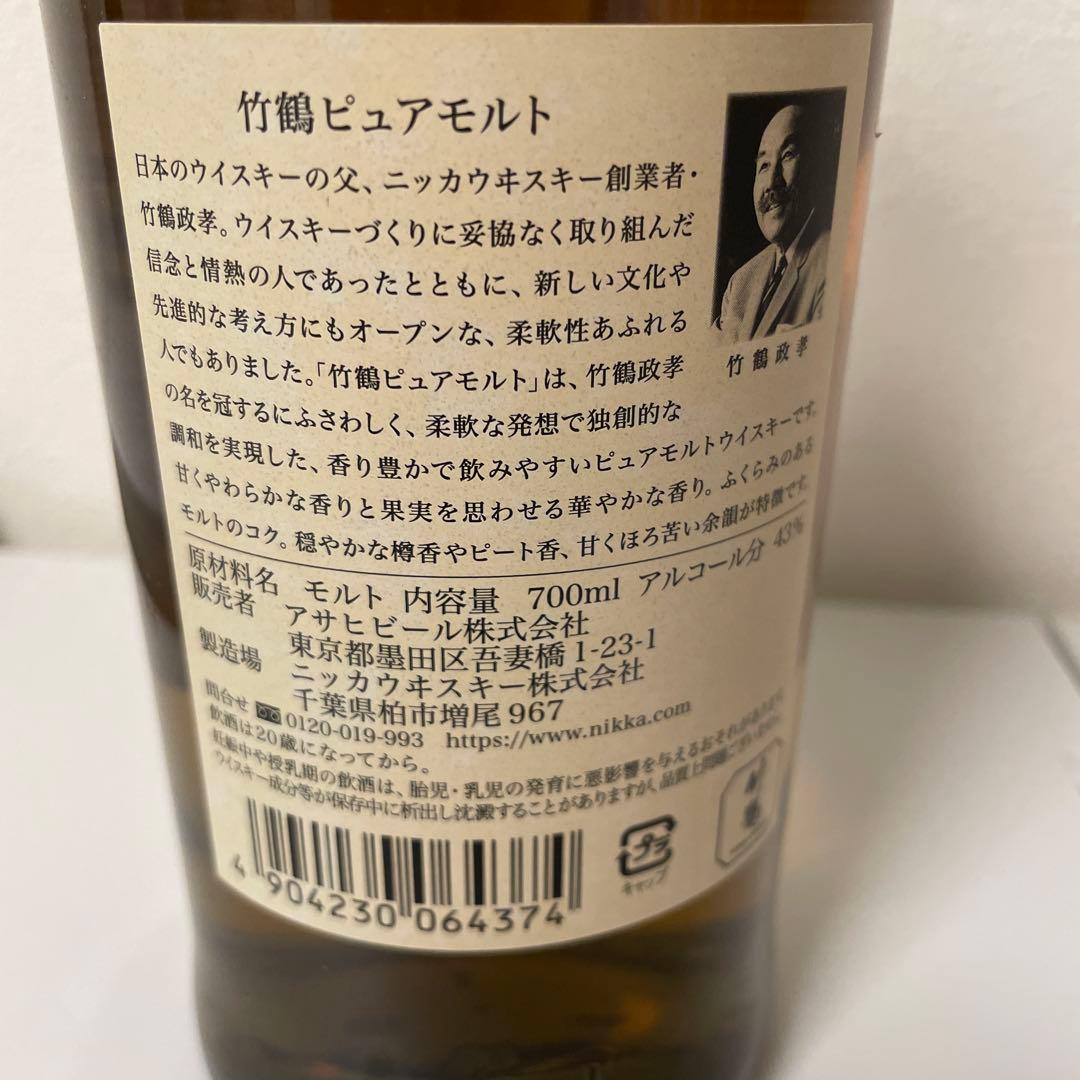 竹鶴ピュアモルト
日本のウイスキーの父、ニッカウヰスキー創業者・
竹鶴政孝。ウイスキーづくりに妥協なく取り組んだ
信念と情熱の人であったとともに、新しい文化や
先進的な考え方にもオープンな、柔軟性あふれる
人でもありました。「竹鶴ピュアモルト」は、竹鶴政孝
の名を冠するにふさわしく、柔軟な発想で独創的な
調和を実現した、香り豊かで飲みやすいピュアモルトウイスキーです。
甘くやわらかな香りと果実を思わせる華やかな香り。ふくらみのある
モルトのコク。穏やかな樽香やピート香、甘くほろ苦い余韻が特徴です。
竹鶴政孝
原材料名 モルト 内容量 700ml アルコール分 43%
販売者 アサヒビール株式会社
東京都墨田区吾妻橋1-23-1
製造場 ニッカウヰスキー株式会社
千葉県柏市増尾967
問合せ 0120-019-993 https://www.nikka.com
飲酒は20歳になってから。
妊娠中や授乳期の飲酒は、胎児・乳児の発育に悪影響を与えるおそれがあります。
ウイスキー成分等が保存中に析出し沈澱することがありますが、品質上問題ございません。
4 904230 064374
プラ
キャップ